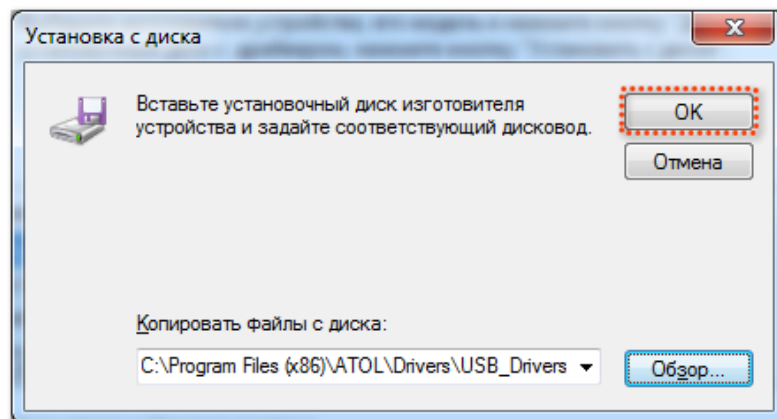 Установка с диска
Вставьте установочный диск изготовителя
устройства и задайте соответствующий дисковод.
OK
Отмена
Копировать файлы с диска:
C:\Program Files (x86)\ATOL\Drivers\USB_Drivers
Обзор...